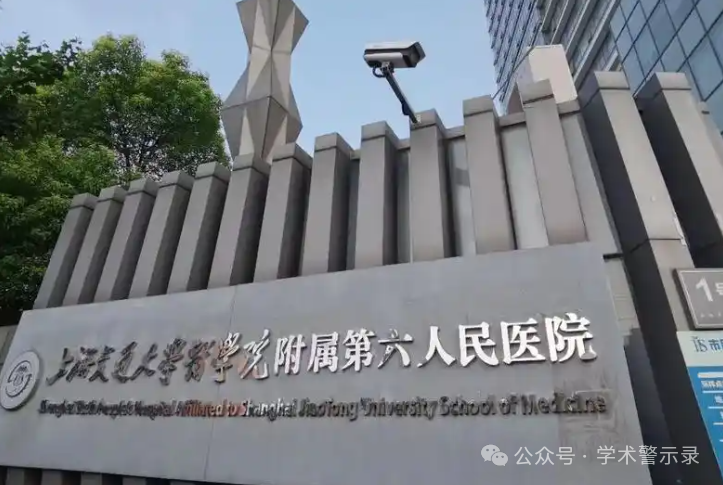 上海交通大学醫学院附属第六人民医院
Shanghai Sixth People's Hospital Affiliated to Shanghai JiaoTong University School of Medicine
1号
公众号 · 学术警示录